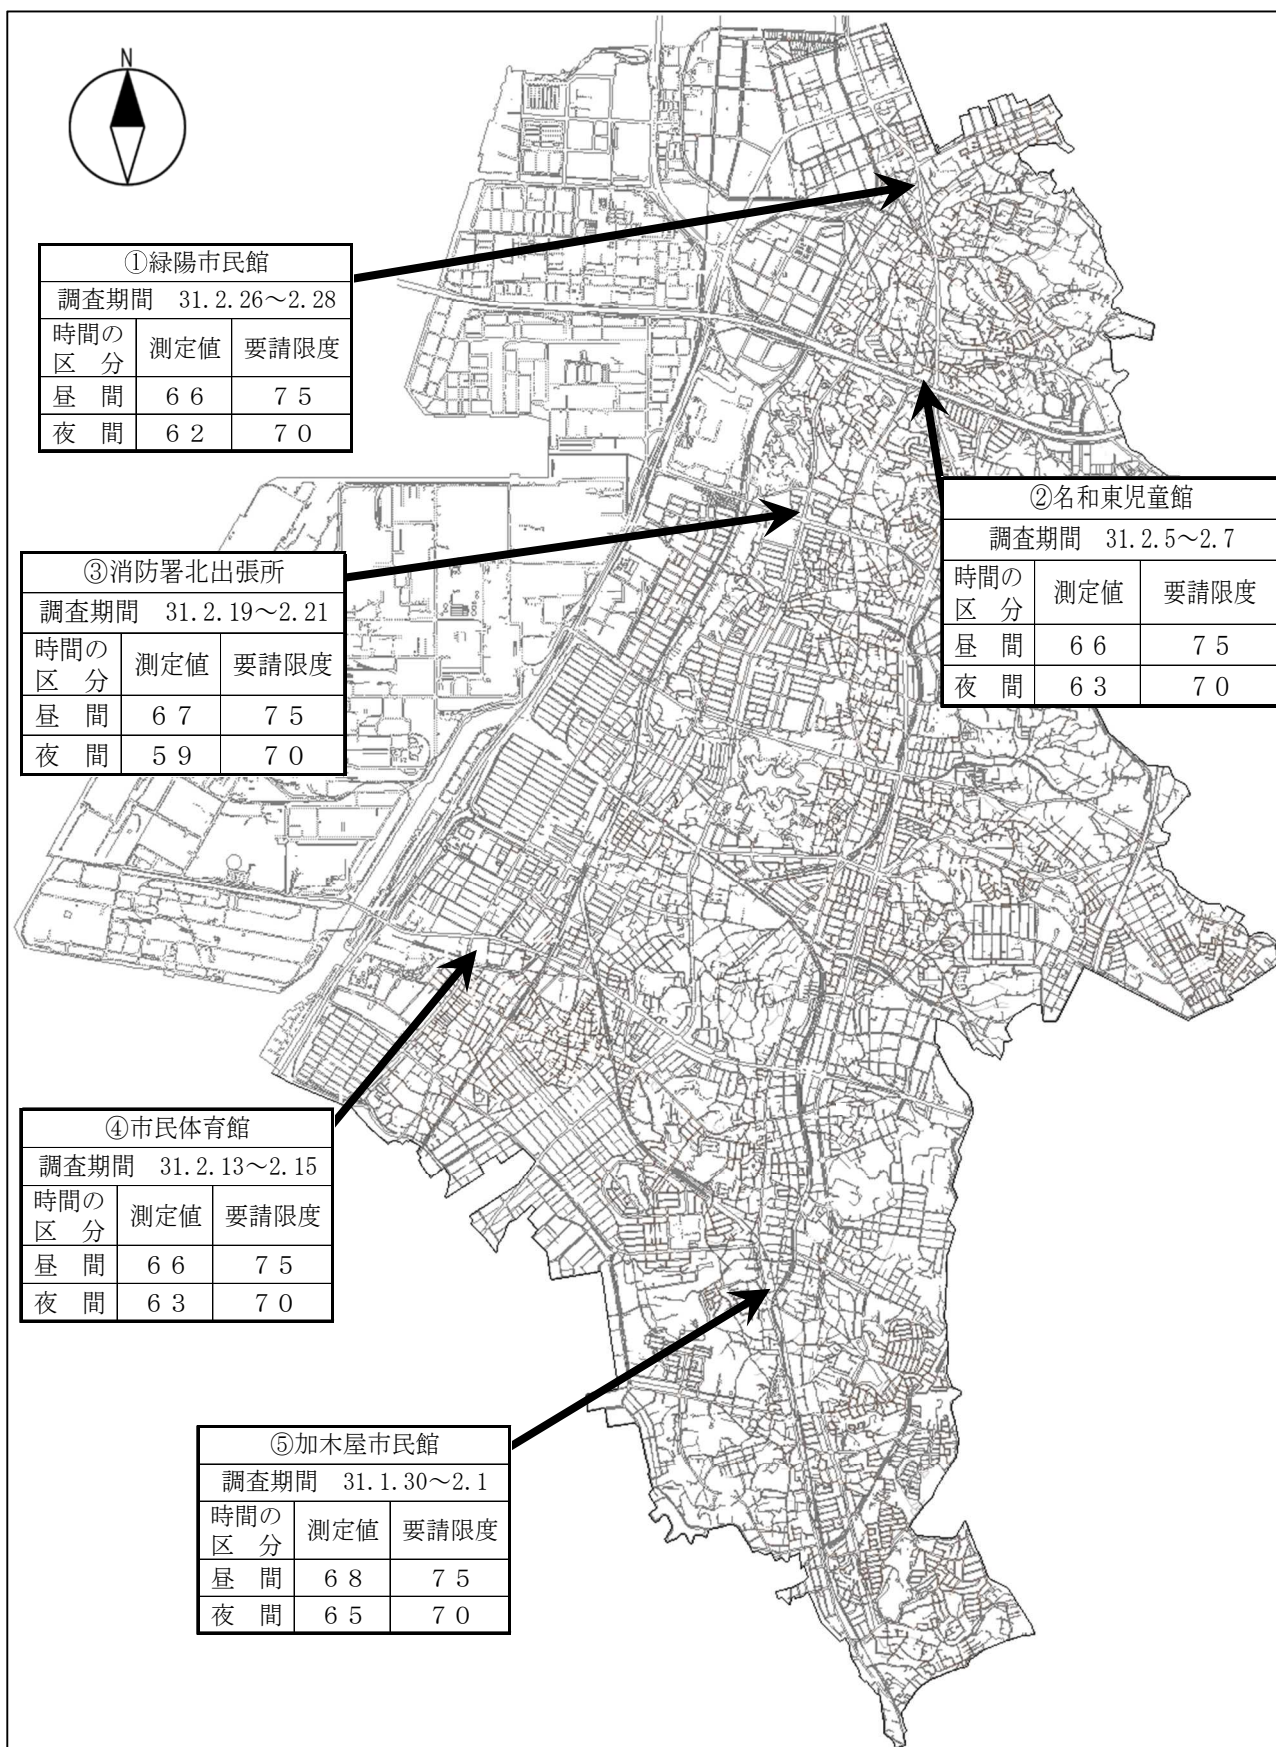 N
①緑陽市民館
調査期間 31.2.26～2.28
時間の区分 測定値 要請限度
昼間 66 75
夜間 62 70
②名和東児童館
調査期間 31.2.5～2.7
時間の区分 測定値 要請限度
昼間 66 75
夜間 63 70
③消防署北出張所
調査期間 31.2.19～2.21
時間の区分 測定値 要請限度
昼間 67 75
夜間 59 70
④市民体育館
調査期間 31.2.13～2.15
時間の区分 測定値 要請限度
昼間 66 75
夜間 63 70
⑤加木屋市民館
調査期間 31.1.30～2.1
時間の区分 測定値 要請限度
昼間 68 75
夜間 65 70